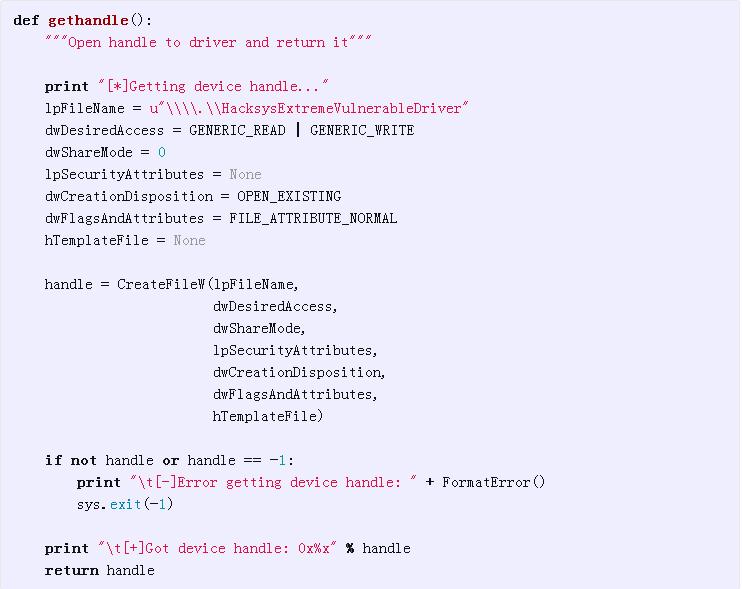 def gethandle():
"""Open handle to driver and return it"""
print "[*]Getting device handle..."
lpFileName = u"\\\\.\\HacksysExtremeVulnerableDriver"
dwDesiredAccess = GENERIC_READ | GENERIC_WRITE
dwShareMode = 0
lpSecurityAttributes = None
dwCreationDisposition = OPEN_EXISTING
dwFlagsAndAttributes = FILE_ATTRIBUTE_NORMAL
hTemplateFile = None
handle = CreateFileW(lpFileName,
dwDesiredAccess,
dwShareMode,
lpSecurityAttributes,
dwCreationDisposition,
dwFlagsAndAttributes,
hTemplateFile)
if not handle or handle == -1:
print "\t[-]Error getting device handle: " + FormatError()
sys.exit(-1)
print "\t[+]Got device handle: 0x%x" % handle
return handle